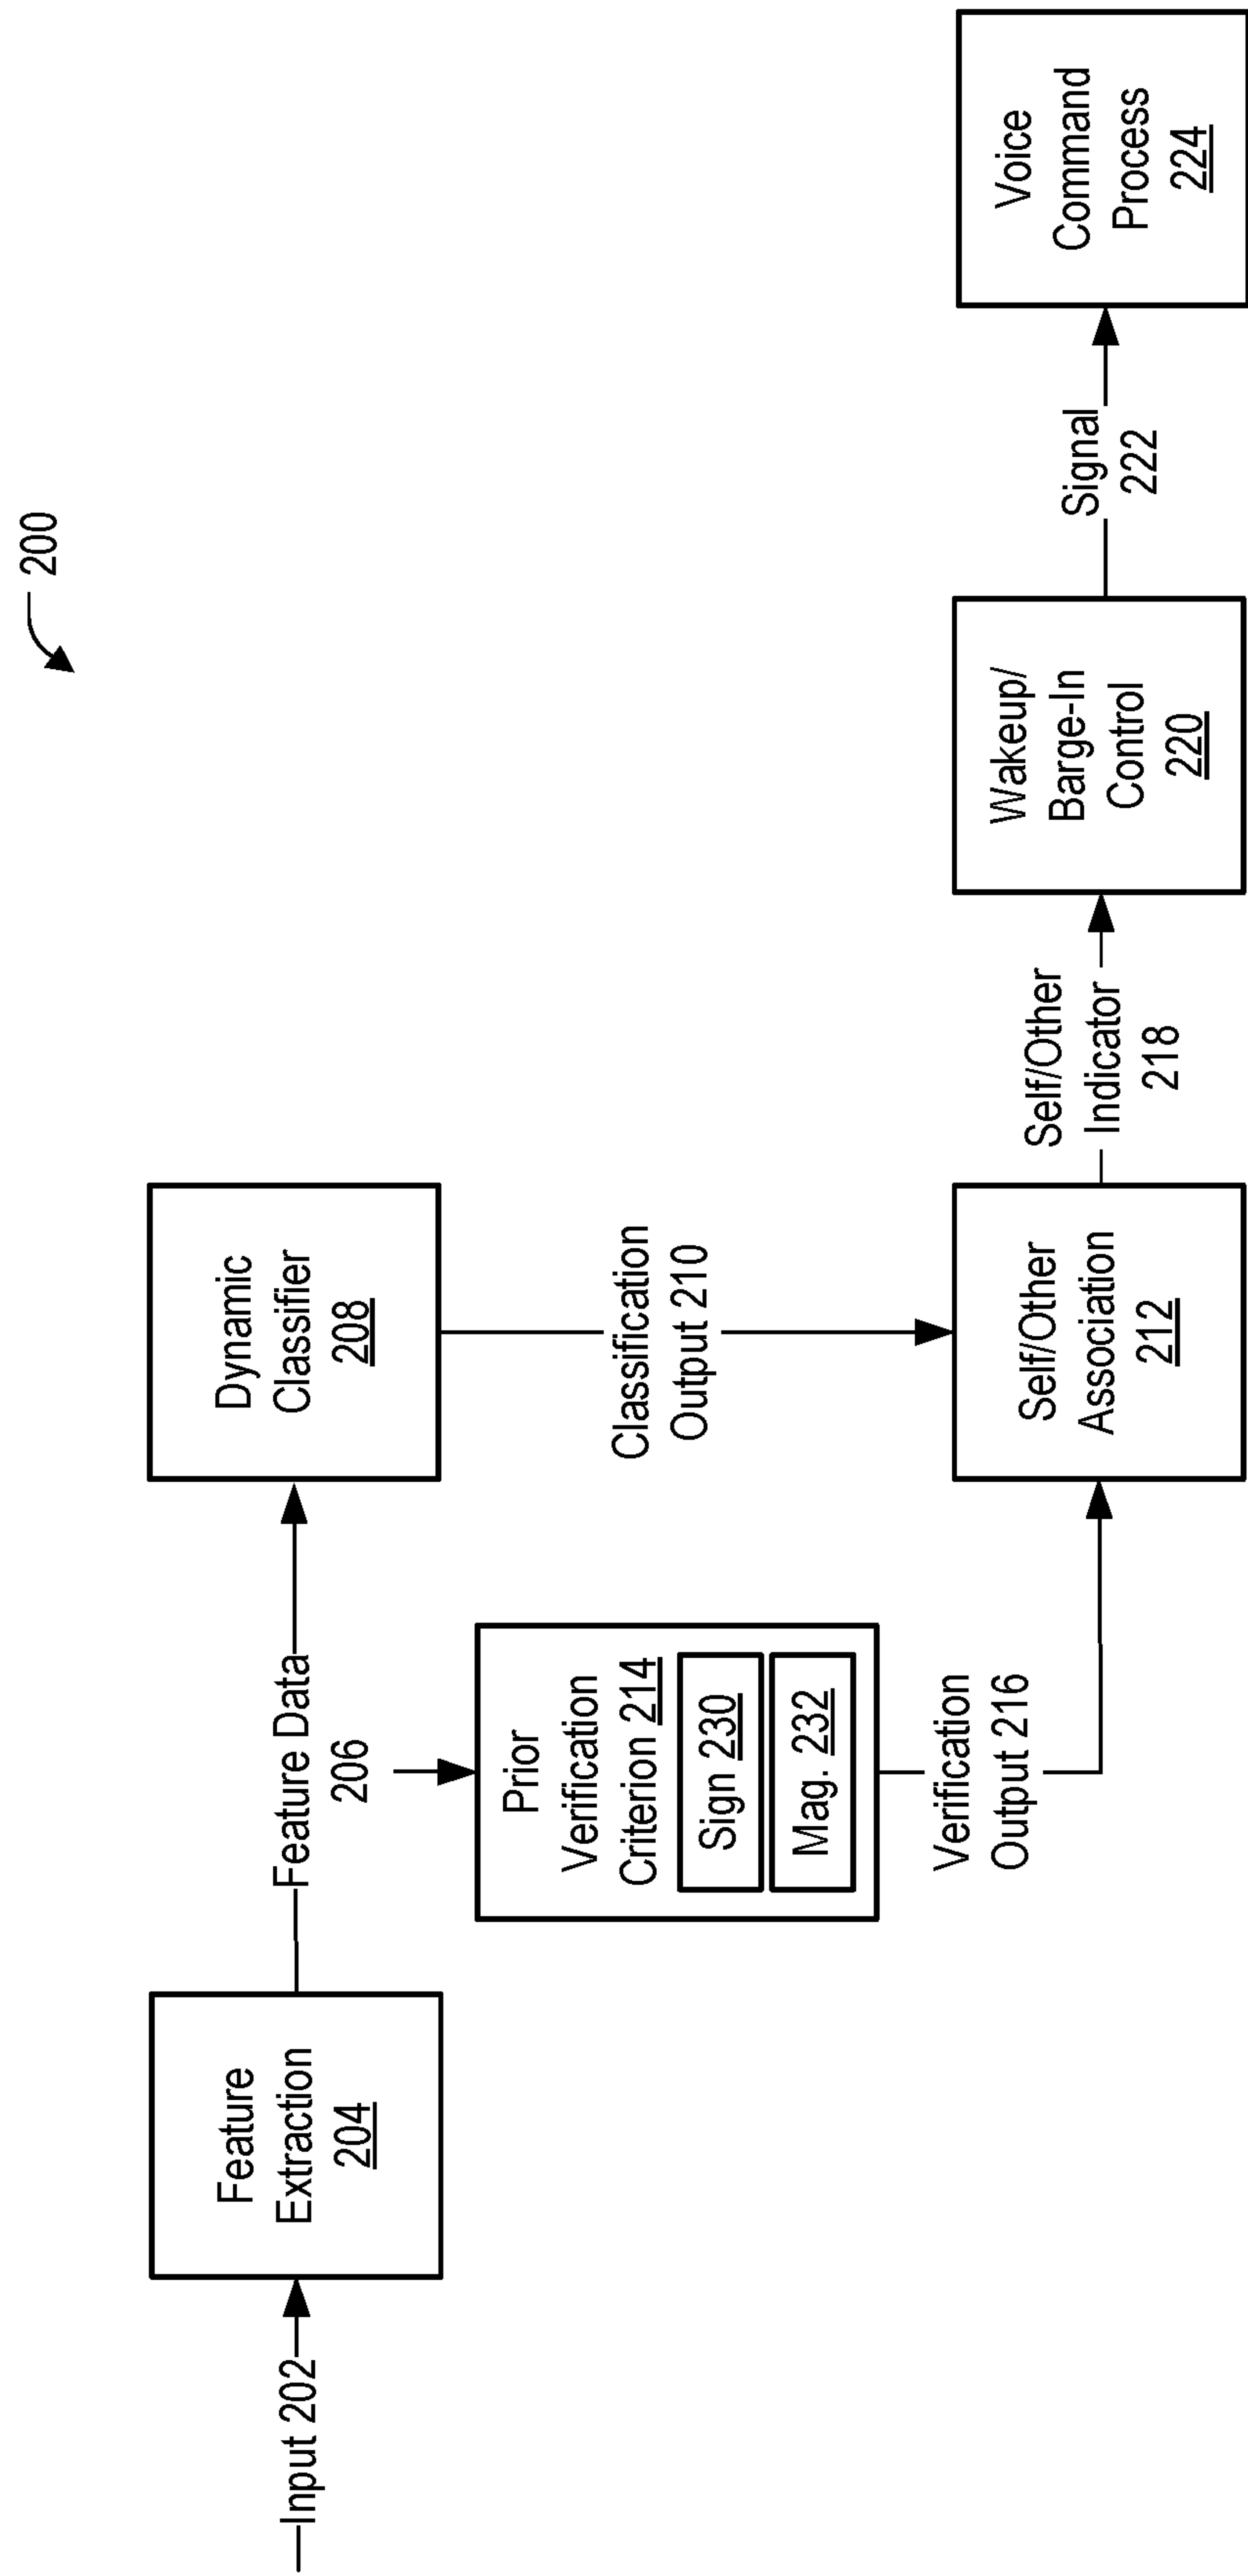 200
Input 202
Feature
Extraction
204
Feature Data
206
Dynamic
Classifier
208
Prior
Verification
Criterion 214
Sign 230
Mag. 232
Classification
Output 210
Verification
Output 216
Self/Other
Association
212
Self/Other
Indicator
218
Wakeup/
Barge-In
Control
220
Signal
222
Voice
Command
Process
224